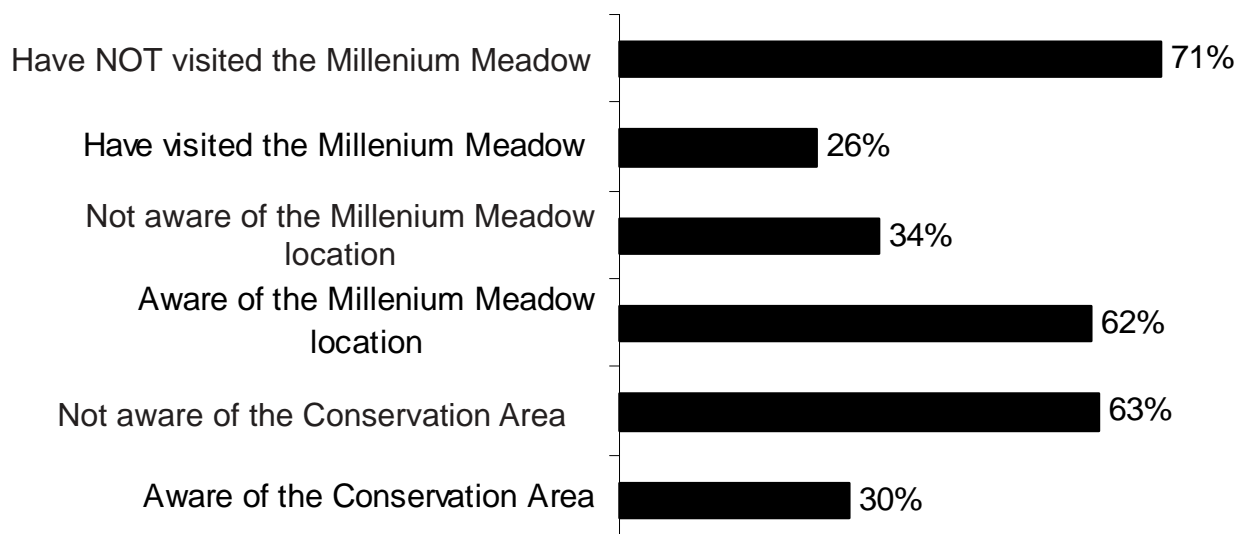 Have NOT visited the Millenium Meadow 71%
Have visited the Millenium Meadow 26%
Not aware of the Millenium Meadow
location 34%
Aware of the Millenium Meadow
location 62%
Not aware of the Conservation Area 63%
Aware of the Conservation Area 30%